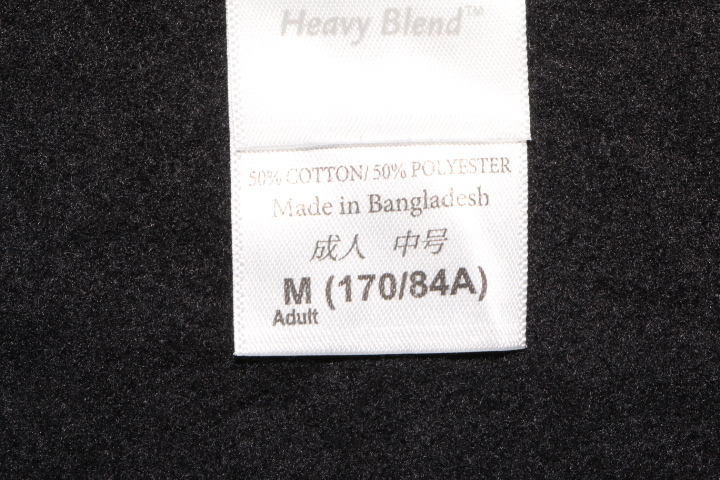 Heavy Blend™
50% COTTON/ 50% POLYESTER
Made in Bangladesh
成人 中号
M (170/84A)
Adult